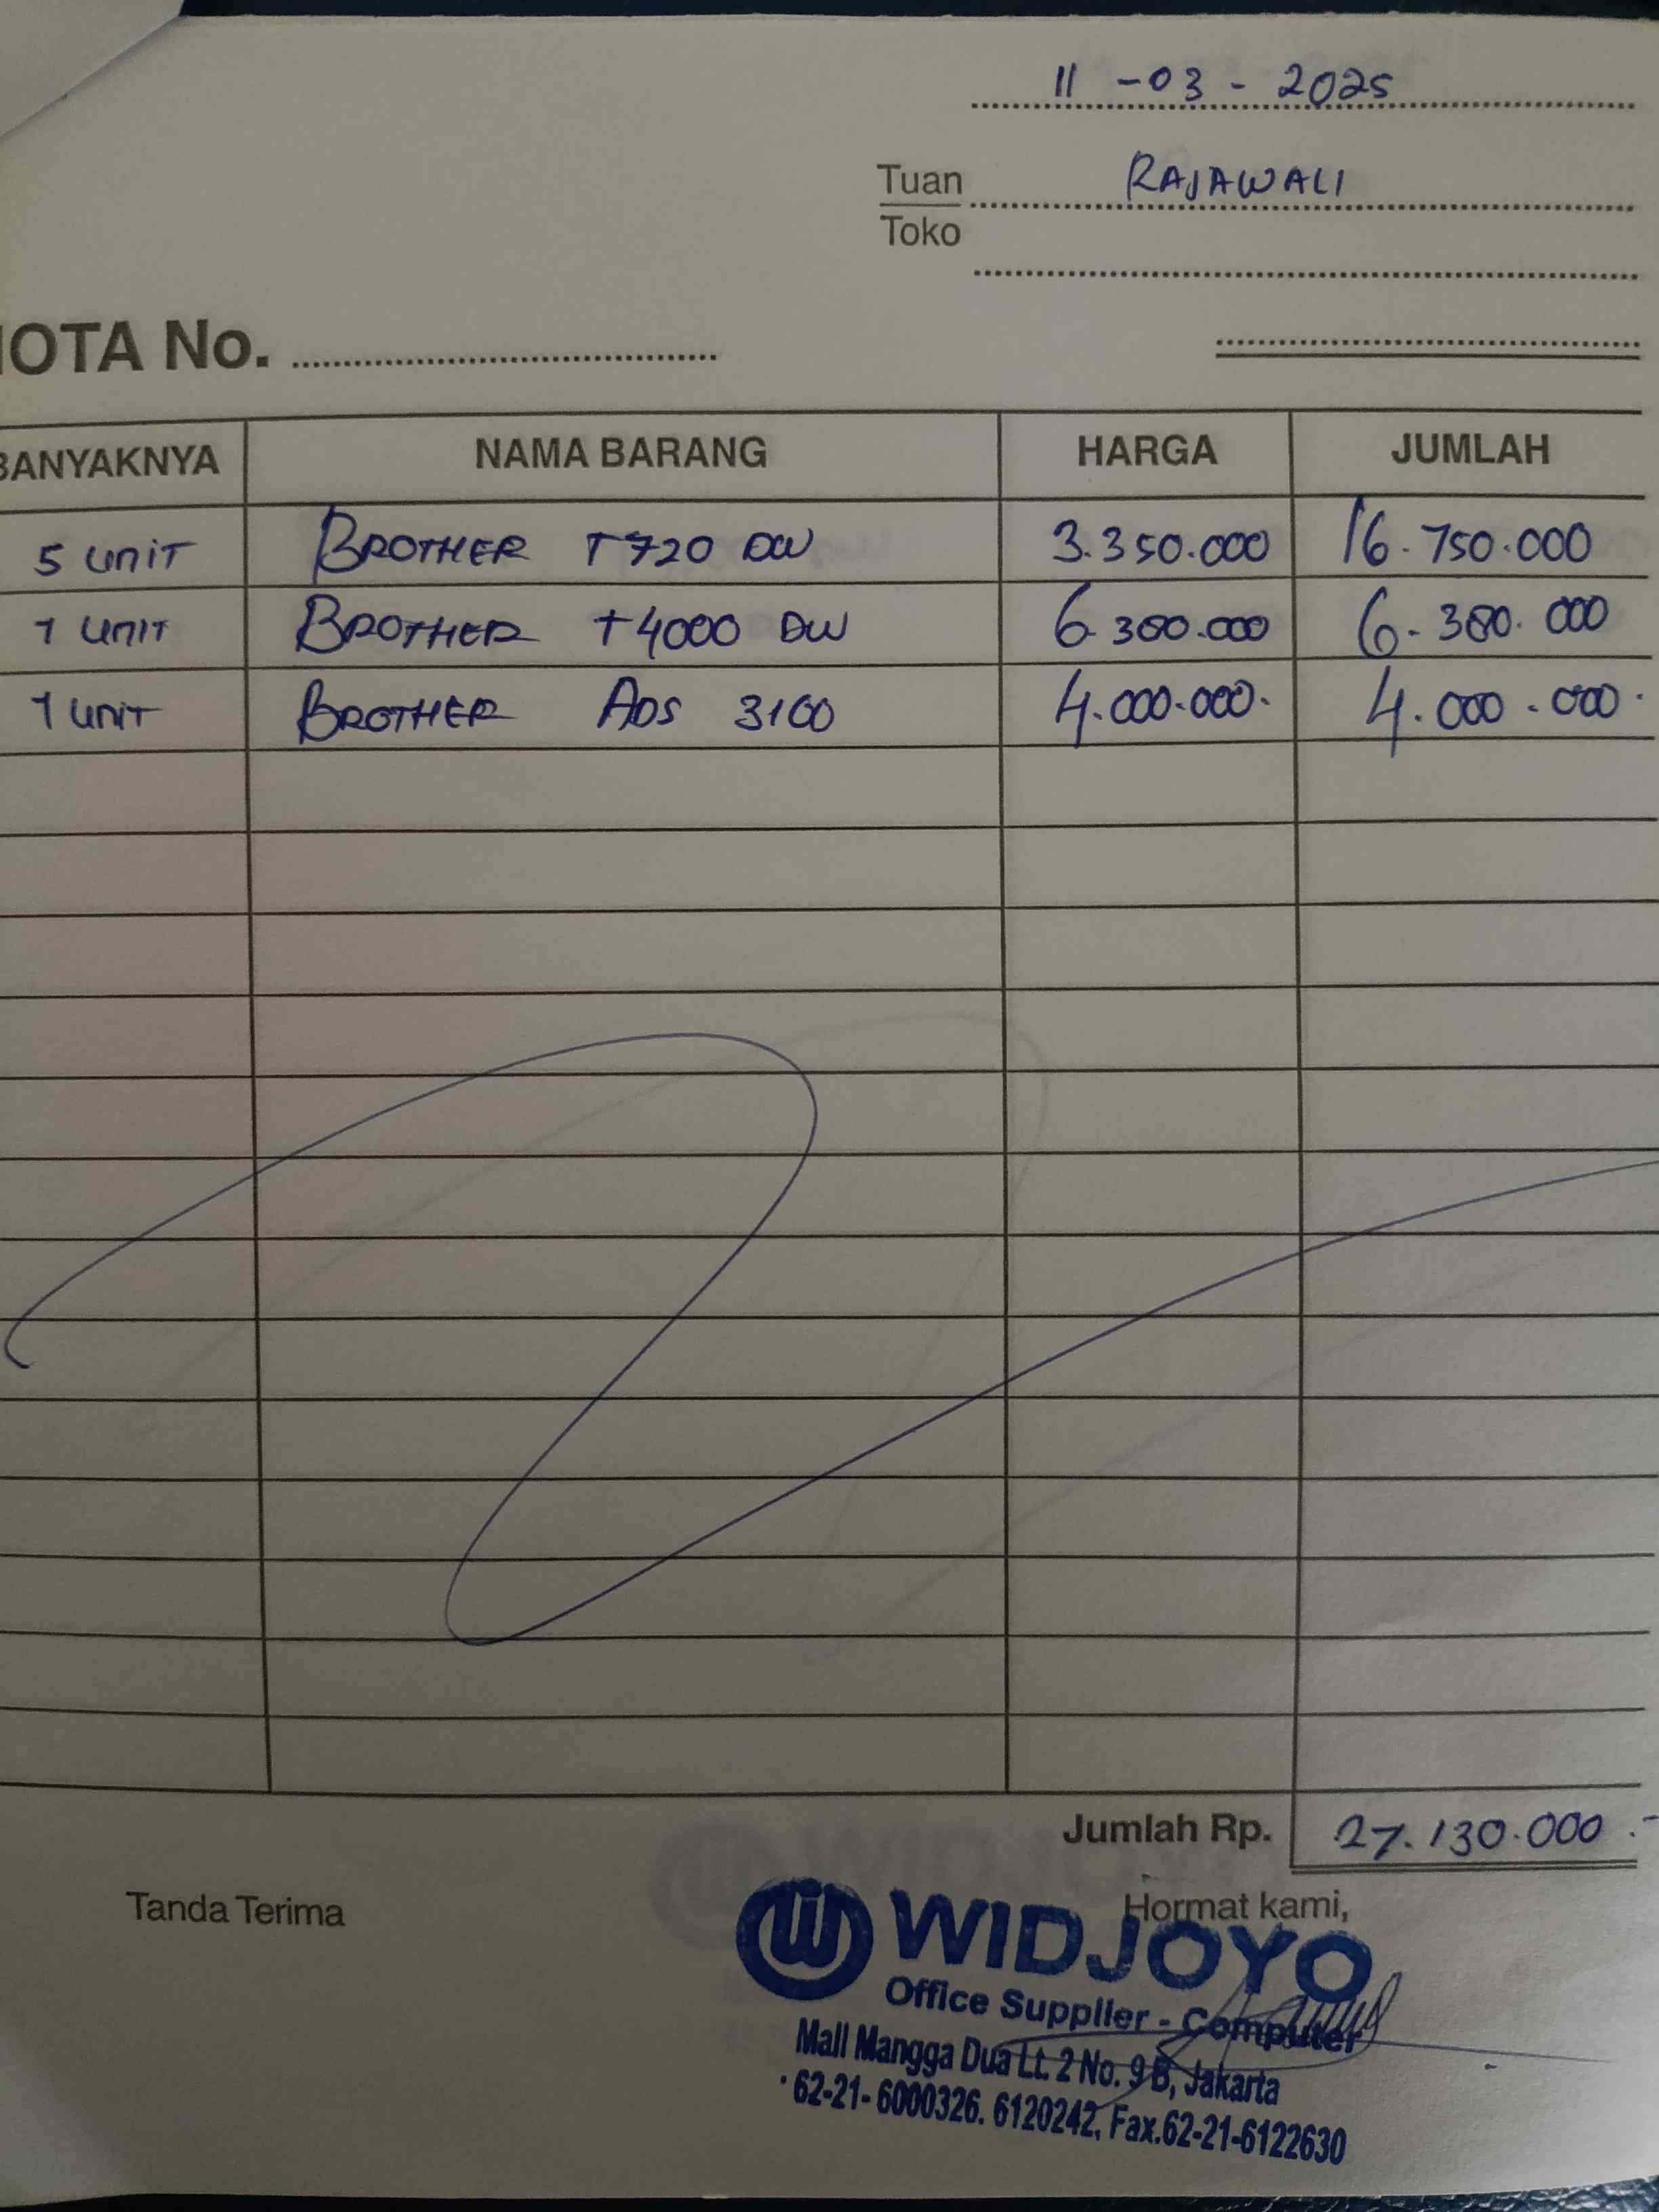 11 - 03 - 2025
Tuan RAJAWALI
Toko
OTA No.
BANYAKNYA NAMA BARANG HARGA JUMLAH
5 UNIT BROTHER T720 DW 3.350.000 16.750.000
1 UNIT BROTHER T4000 DW 6.380.000 6.380.000
1 UNIT BROTHER ADS 3100 4.000.000.- 4.000.000.-
Jumlah Rp. 27.130.000.-
Tanda Terima Hormat kami,
WIDJOYO
Office Supplier - Computer
Mall Mangga Dua Lt. 2 No. 9 B, Jakarta
62-21- 6000326. 6120242, Fax.62-21-6122630